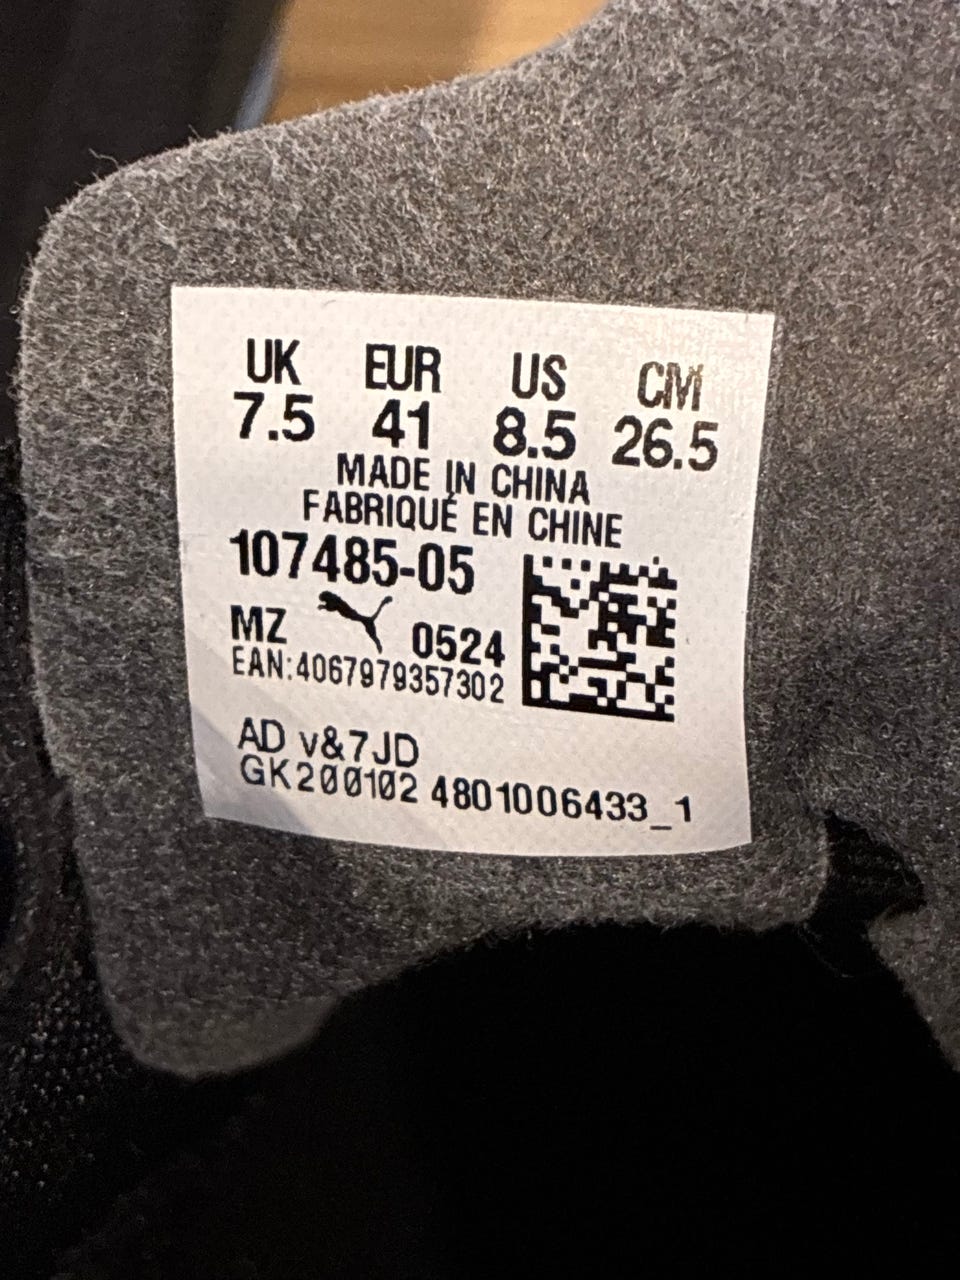 UK EUR US CM
7.5 41 8.5 26.5
MADE IN CHINA
FABRIQUÉ EN CHINE
107485-05
MZ 0524
EAN:4067979357302
AD v&7JD
GK200102 4801006433_1